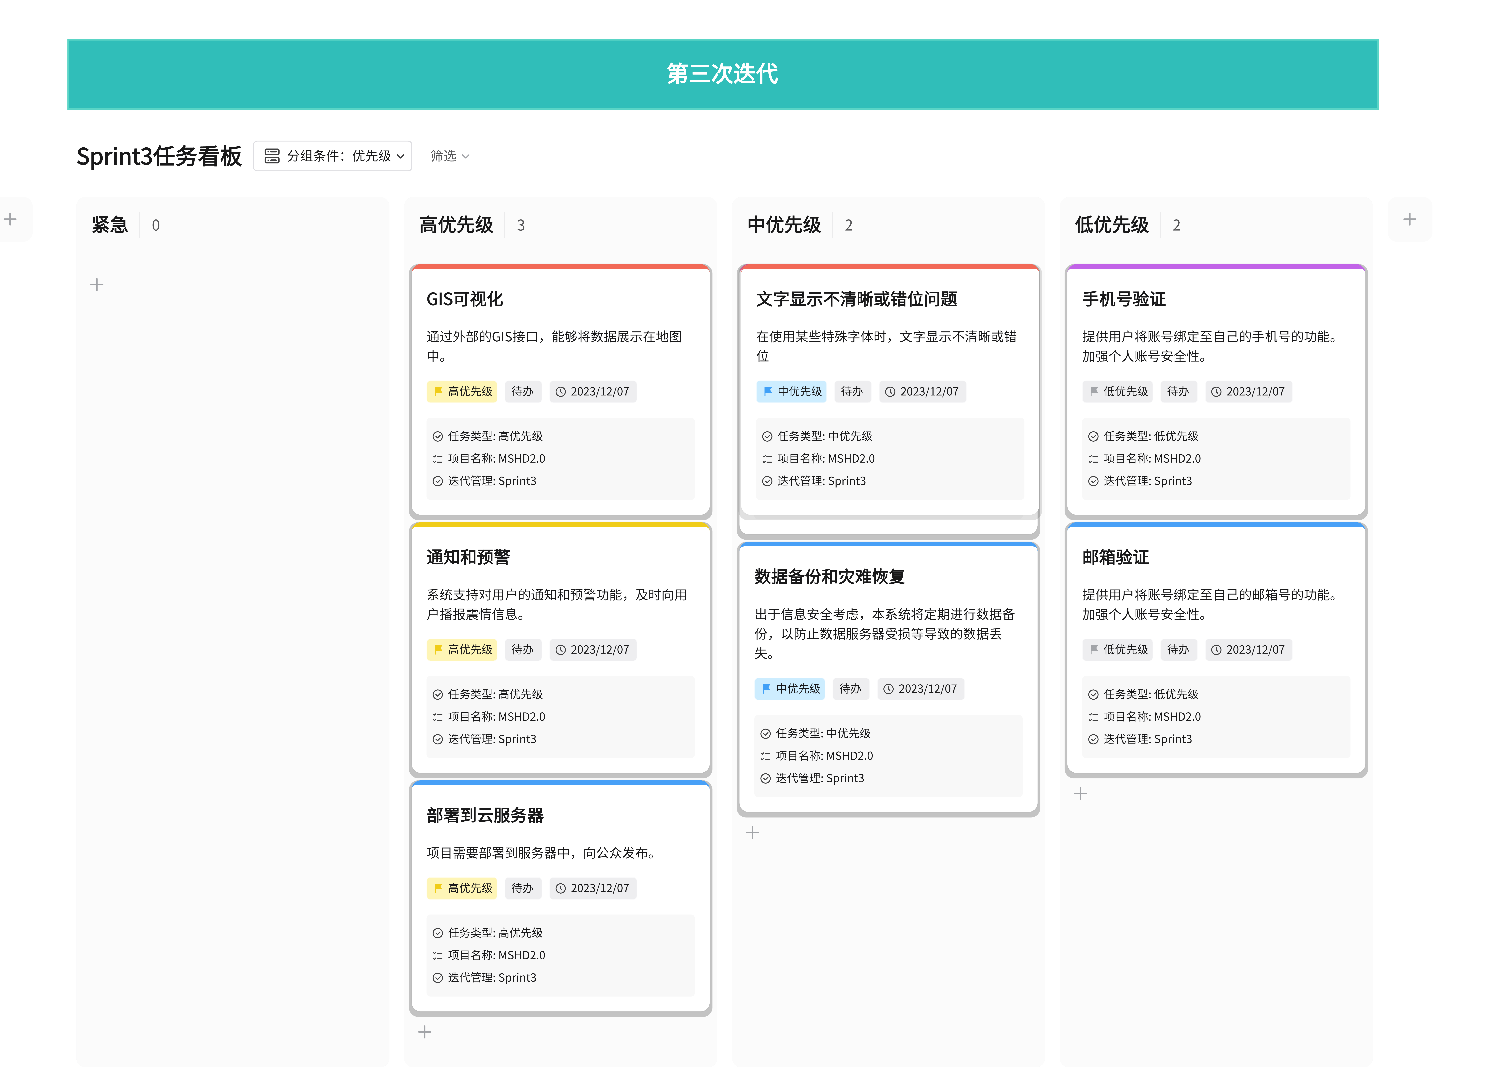 第三次迭代
Sprint3任务看板 分组条件：优先级 筛选
紧急 0
高优先级 3
GIS可视化
通过外部的GIS接口，能够将数据展示在地图
中。
高优先级 待办 2023/12/07
任务类型: 高优先级
项目名称: MSHD2.0
迭代管理: Sprint3
通知和预警
系统支持对用户的通知和预警功能，及时向用
户播报震情信息。
高优先级 待办 2023/12/07
任务类型: 高优先级
项目名称: MSHD2.0
迭代管理: Sprint3
部署到云服务器
项目需要部署到服务器中，向公众发布。
高优先级 待办 2023/12/07
任务类型: 高优先级
项目名称: MSHD2.0
迭代管理: Sprint3
中优先级 2
文字显示不清晰或错位问题
在使用某些特殊字体时，文字显示不清晰或错
位
中优先级 待办 2023/12/07
任务类型: 中优先级
项目名称: MSHD2.0
迭代管理: Sprint3
数据备份和灾难恢复
出于信息安全考虑，本系统将定期进行数据备
份，以防止数据服务器受损等导致的数据丢
失。
中优先级 待办 2023/12/07
任务类型: 中优先级
项目名称: MSHD2.0
迭代管理: Sprint3
低优先级 2
手机号验证
提供用户将账号绑定至自己的手机号的功能。
加强个人账号安全性。
低优先级 待办 2023/12/07
任务类型: 低优先级
项目名称: MSHD2.0
迭代管理: Sprint3
邮箱验证
提供用户将账号绑定至自己的邮箱号的功能。
加强个人账号安全性。
低优先级 待办 2023/12/07
任务类型: 低优先级
项目名称: MSHD2.0
迭代管理: Sprint3